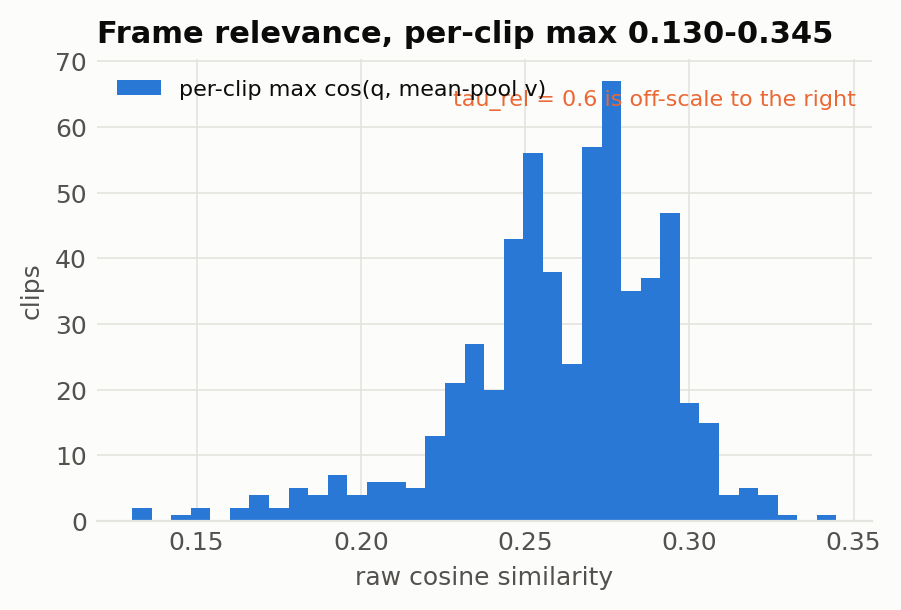 Frame relevance, per-clip max 0.130-0.345
70
per-clip max cos(q, mean-pool v)
tau_rel = 0.6 is off-scale to the right
60
50
40
clips
30
20
10
0
0.15 0.20 0.25 0.30 0.35
raw cosine similarity